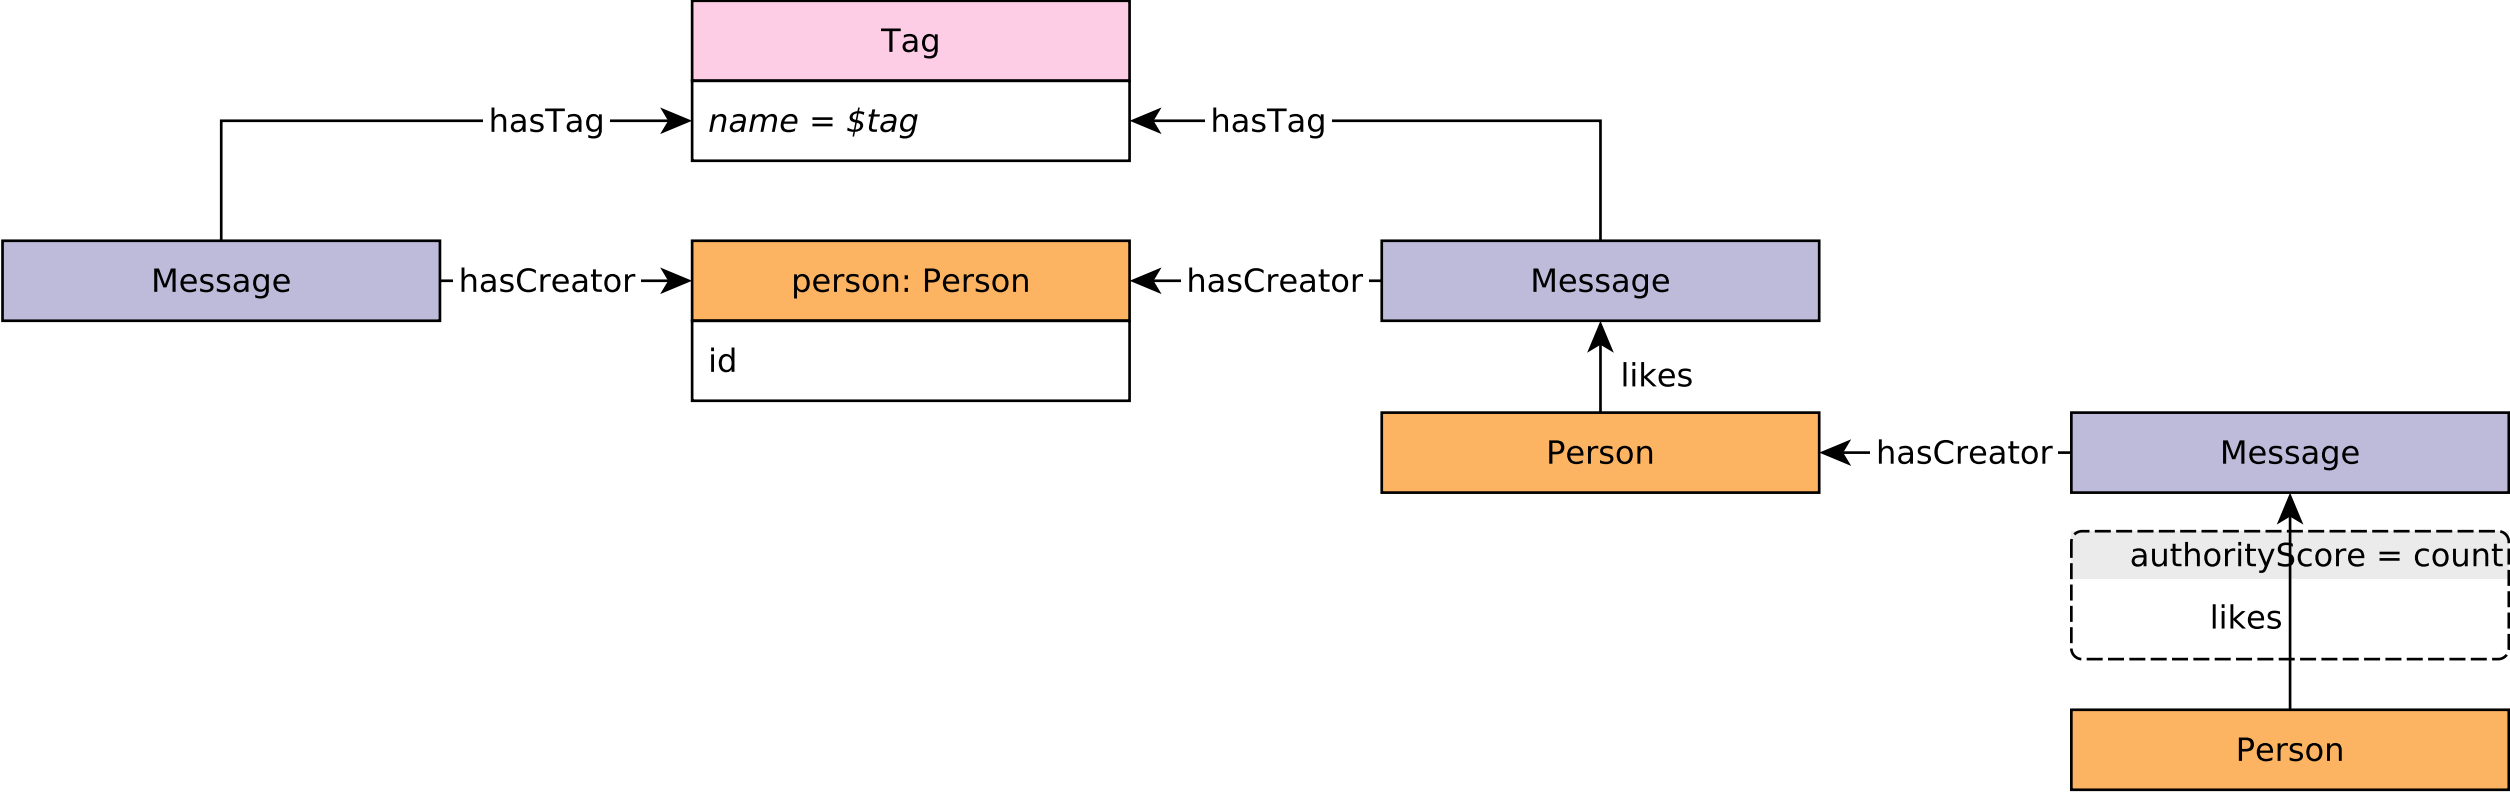 Tag
hasTag
name = $tag
hasTag
Message
hasCreator
person: Person
hasCreator
Message
id
likes
Person
hasCreator
Message
authorityScore = count
likes
Person